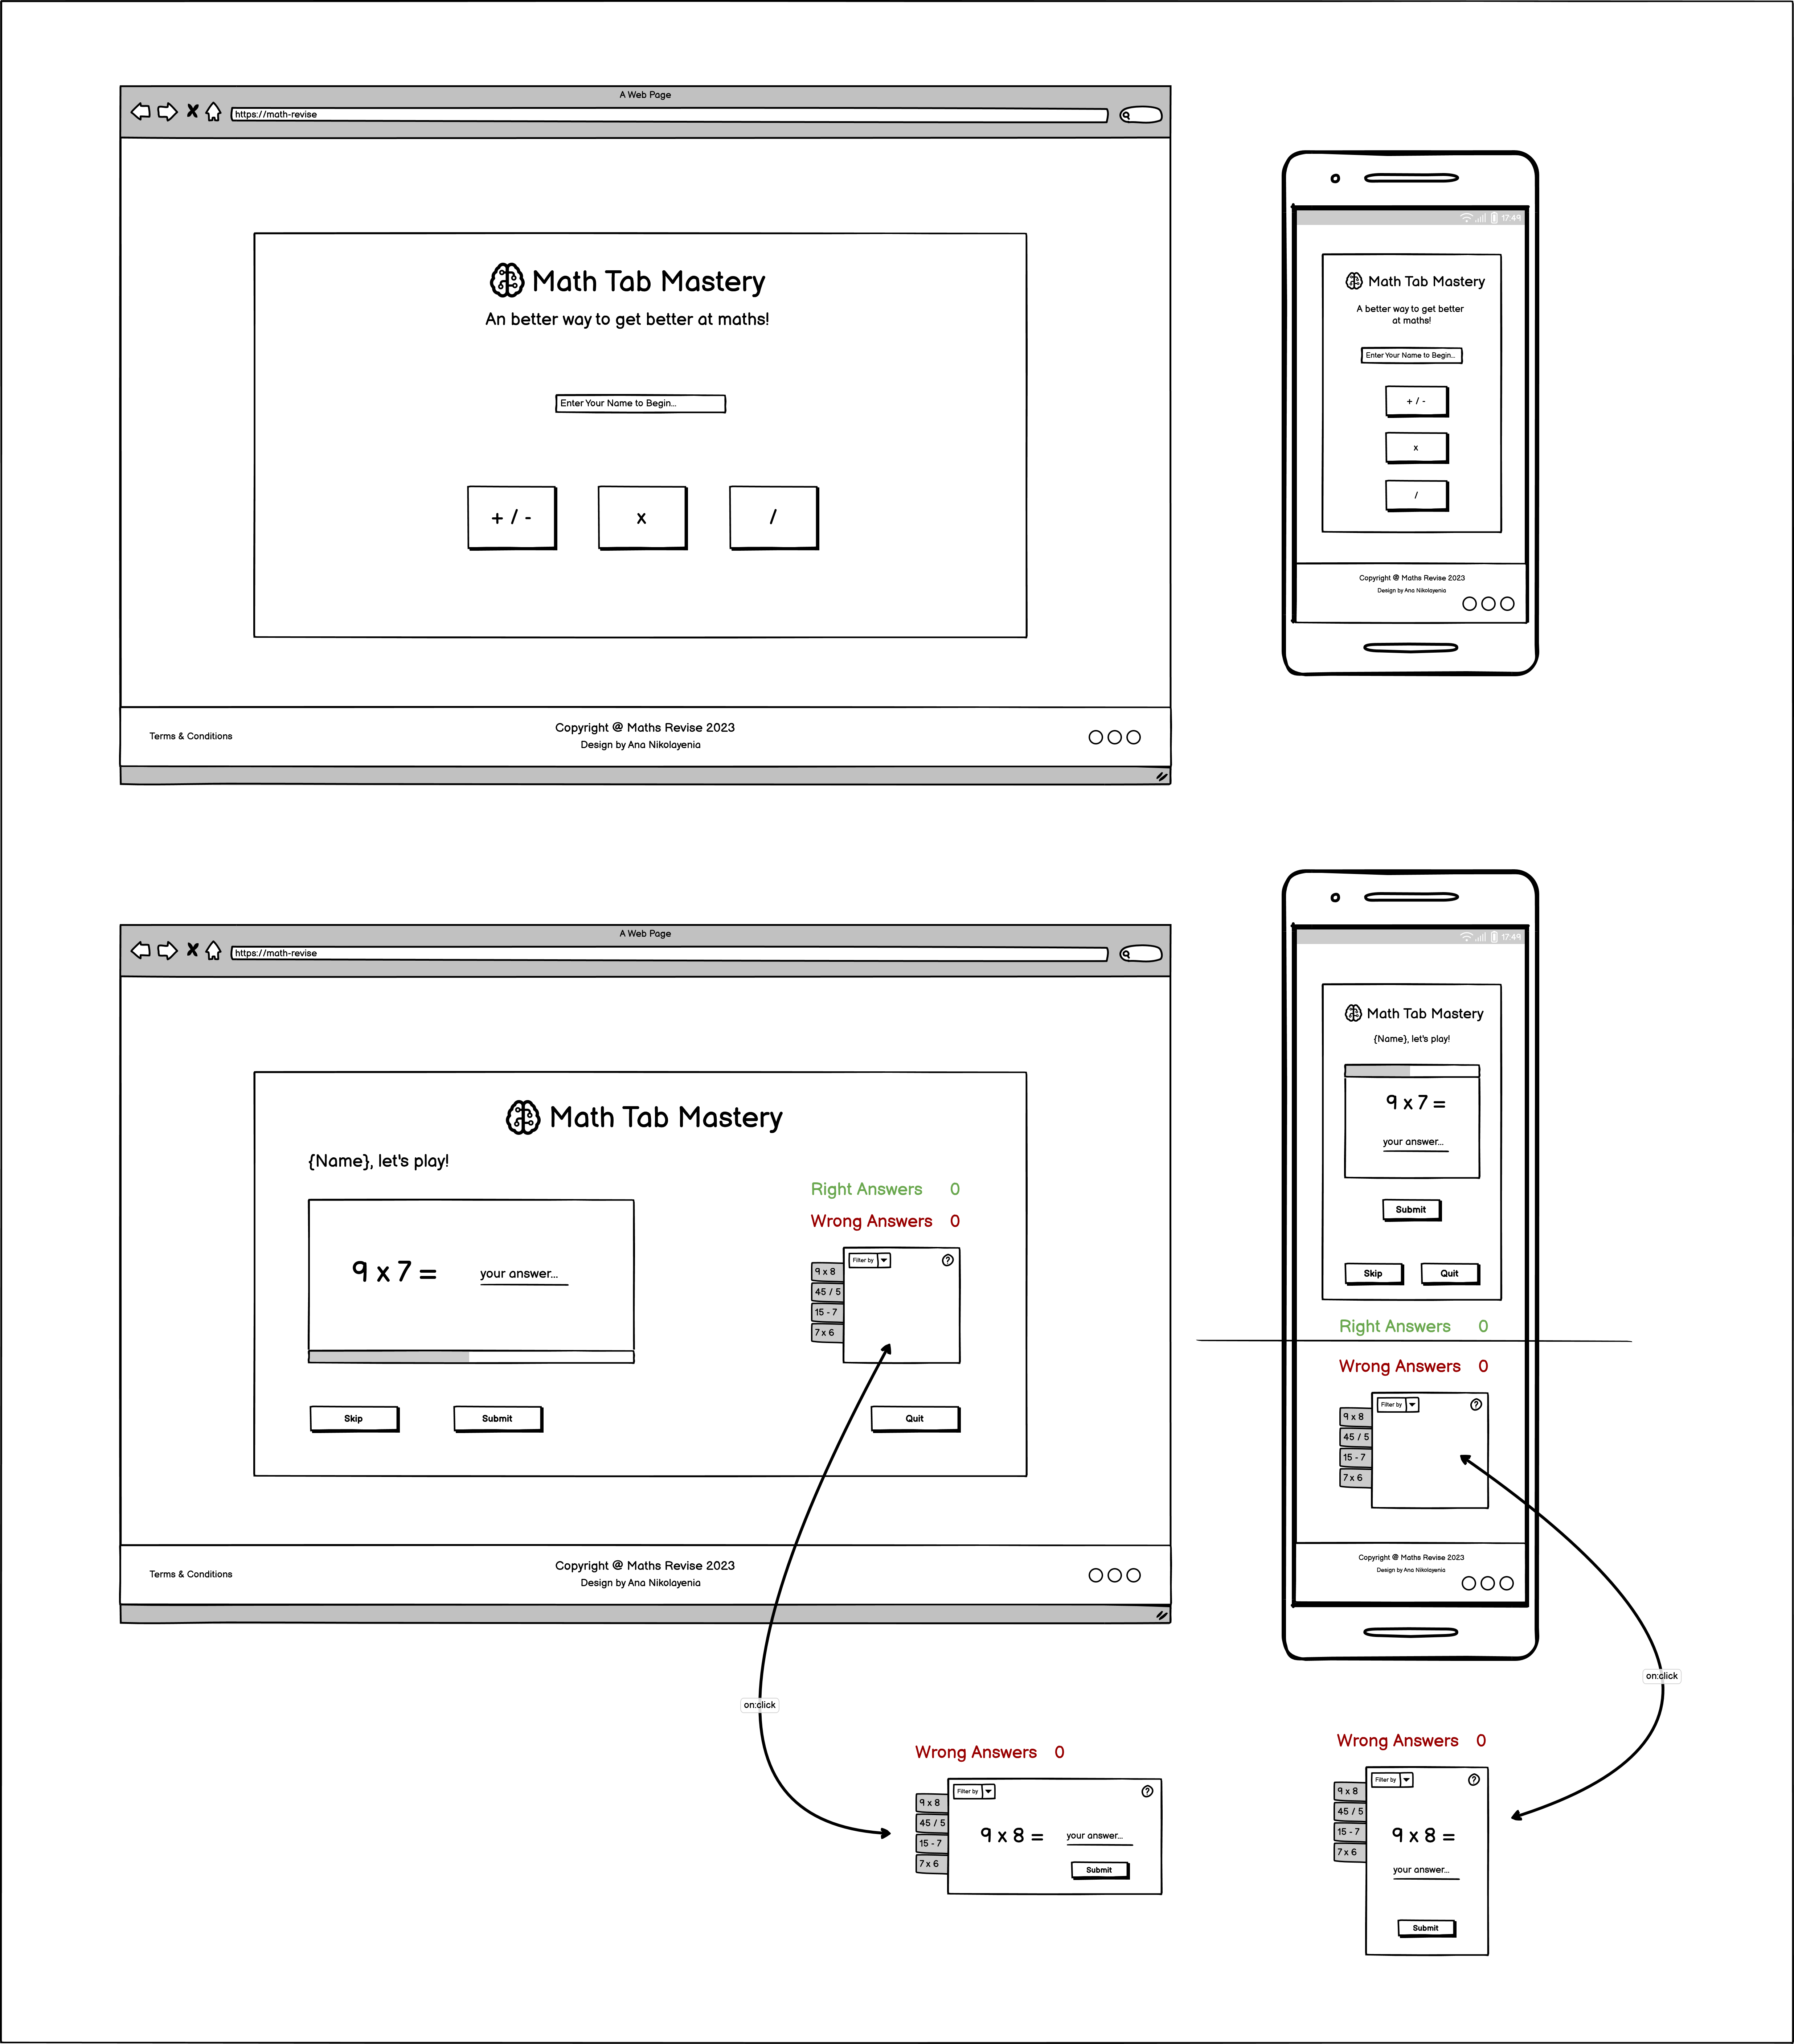 A Web Page
https://math-revise
Math Tab Mastery
An better way to get better at maths!
Enter Your Name to Begin...
+ / -
x
/
Terms & Conditions
Copyright @ Maths Revise 2023
Design by Ana Nikolayenia
17:49
Math Tab Mastery
A better way to get better
at maths!
Enter Your Name to Begin...
+ / -
x
/
Copyright @ Maths Revise 2023
Design by Ana Nikolayenia
A Web Page
https://math-revise
Math Tab Mastery
{Name}, let's play!
9 x 7 =
your answer...
Skip
Submit
Right Answers 0
Wrong Answers 0
Filter by
?
9 x 8
45 / 5
15 - 7
7 x 6
Quit
Terms & Conditions
Copyright @ Maths Revise 2023
Design by Ana Nikolayenia
17:49
Math Tab Mastery
{Name}, let's play!
9 x 7 =
your answer...
Submit
Skip
Quit
Right Answers 0
Wrong Answers 0
Filter by
?
9 x 8
45 / 5
15 - 7
7 x 6
Copyright @ Maths Revise 2023
Design by Ana Nikolayenia
on:click
on:click
Wrong Answers 0
Filter by
?
9 x 8
45 / 5
15 - 7
7 x 6
9 x 8 =
your answer...
Submit
Wrong Answers 0
Filter by
?
9 x 8
45 / 5
15 - 7
7 x 6
9 x 8 =
your answer...
Submit